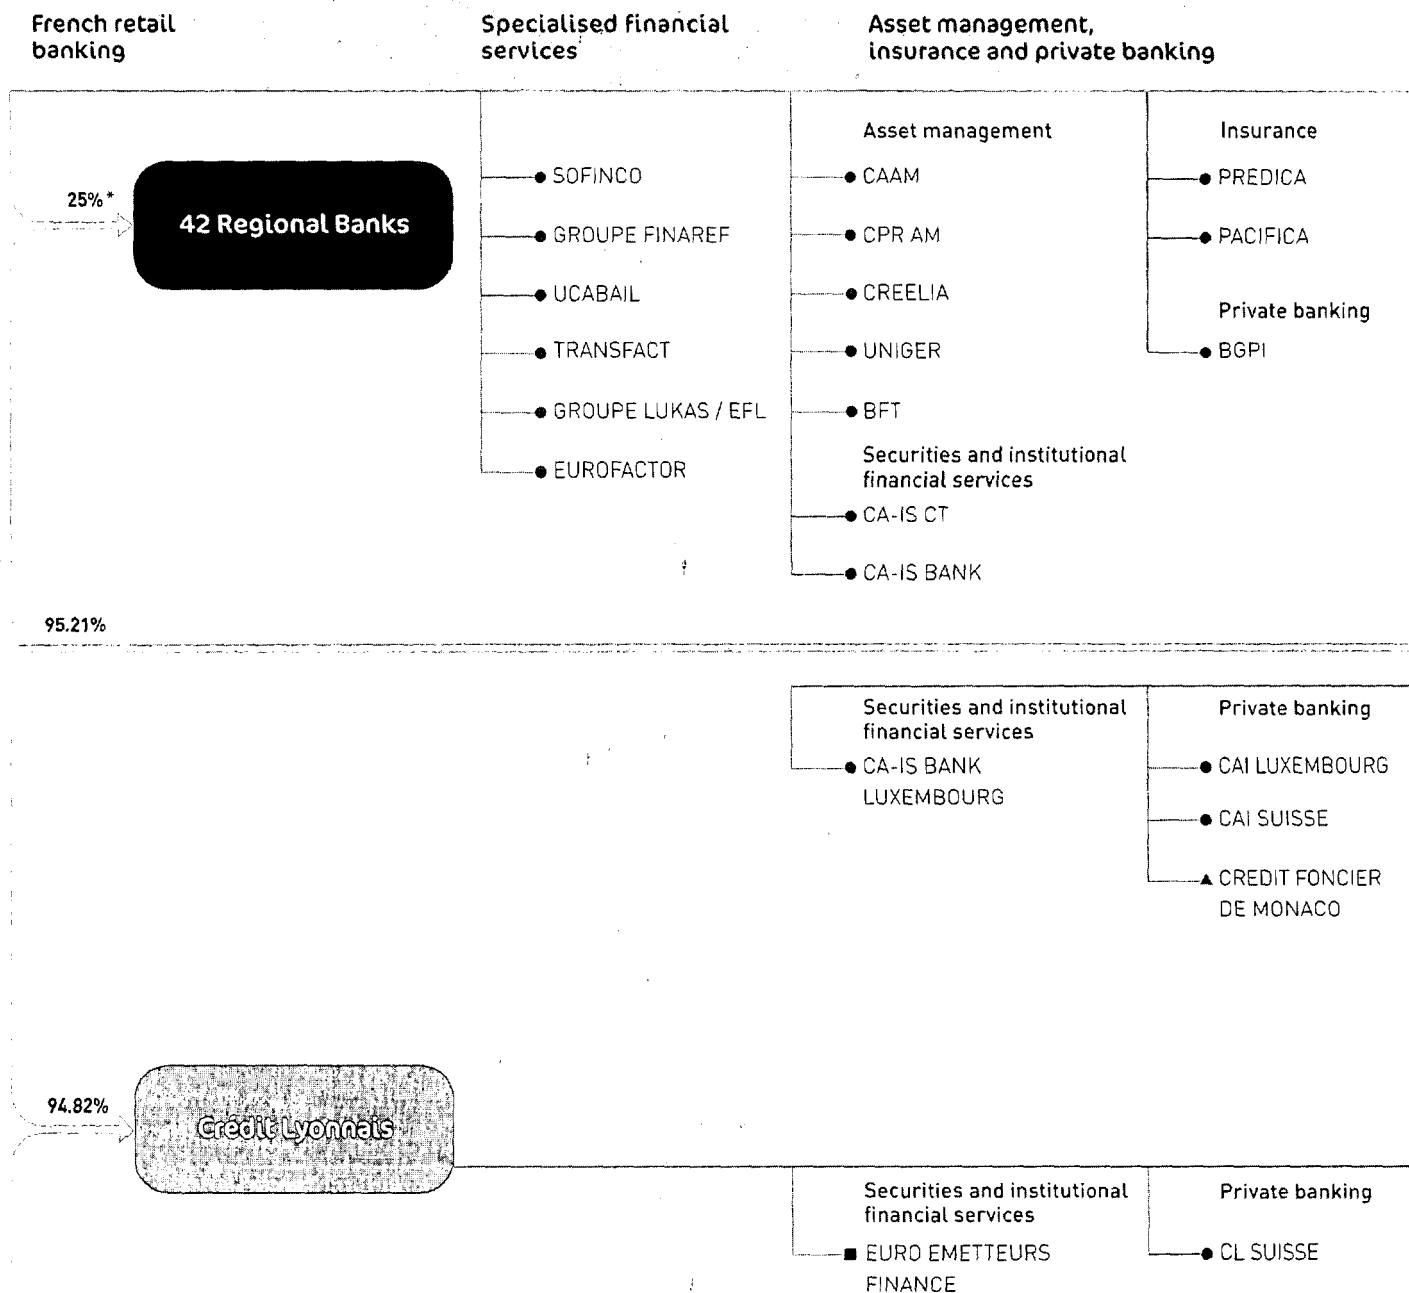 French retail
banking
Specialised financial
services
Asset management,
insurance and private banking
25% *
42 Regional Banks
● SOFINCO
● GROUPE FINAREF
● UCABAIL
● TRANSFACT
● GROUPE LUKAS / EFL
● EUROFACTOR
Asset management
● CAAM
● CPR AM
● CREELIA
● UNIGER
● BFT
Securities and institutional
financial services
● CA-IS CT
● CA-IS BANK
Insurance
● PREDICA
● PACIFICA
Private banking
● BGPI
95.21%
Securities and institutional
financial services
● CA-IS BANK
LUXEMBOURG
Private banking
● CAI LUXEMBOURG
● CAI SUISSE
▲ CREDIT FONCIER
DE MONACO
94.82%
Crédit Lyonnais
Securities and institutional
financial services
■ EURO EMETTEURS
FINANCE
Private banking
● CL SUISSE